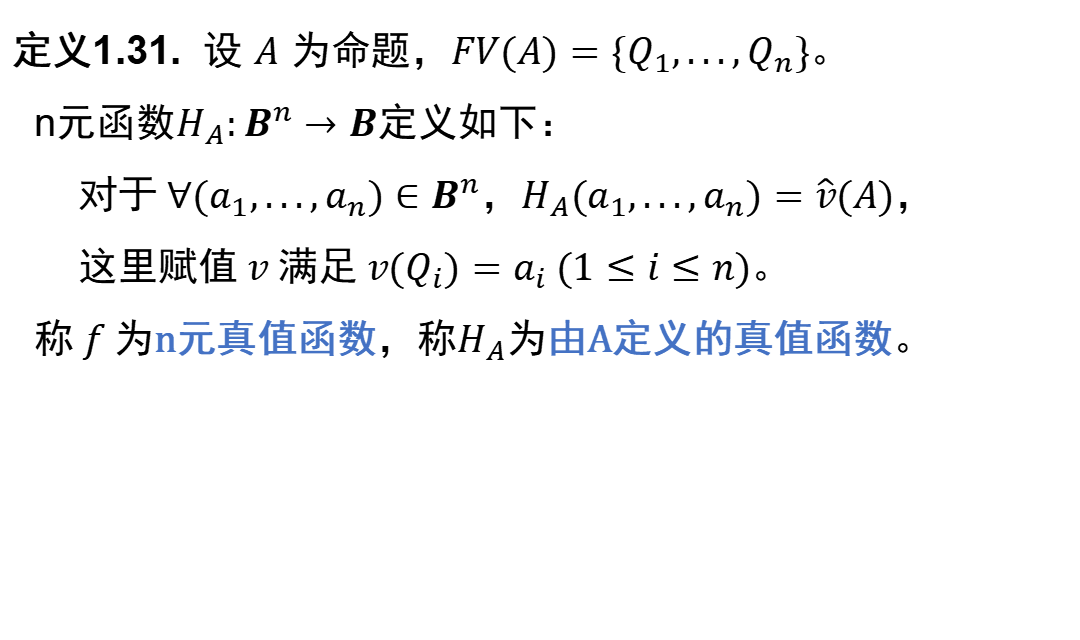 定义1.31. 设 A 为命题，FV(A) = {Q₁,...,Qₙ}。
n元函数H_A: Bⁿ → B定义如下：
对于 ∀(a₁,...,aₙ) ∈ Bⁿ，H_A(a₁,...,aₙ) = v̂(A)，
这里赋值 v 满足 v(Qᵢ) = aᵢ (1 ≤ i ≤ n)。
称 f 为n元真值函数，称H_A为由A定义的真值函数。